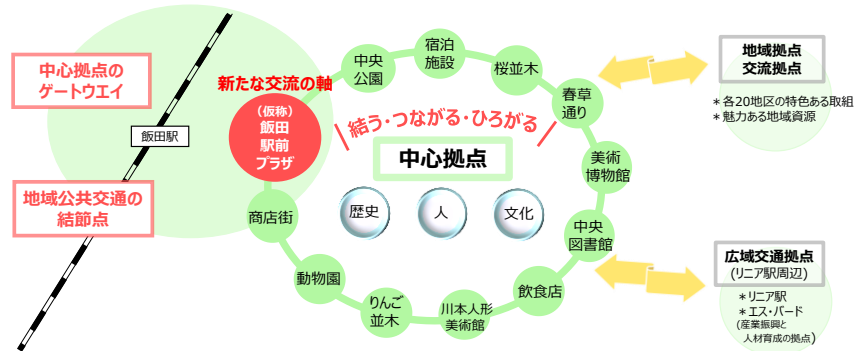 中心拠点の
ゲートウエイ
飯田駅
地域公共交通の
結節点
新たな交流の軸
(仮称)
飯田
駅前
プラザ
中央
公園
宿泊
施設
桜並木
春草
通り
美術
博物館
中央
図書館
飲食店
川本人形
美術館
りんご
並木
動物園
商店街
結う・つながる・ひろがる
中心拠点
歴史
人
文化
地域拠点
交流拠点
＊各20地区の特色ある取組
＊魅力ある地域資源
広域交通拠点
(リニア駅周辺)
＊リニア駅
＊エス・バード
(産業振興と
人材育成の拠点)